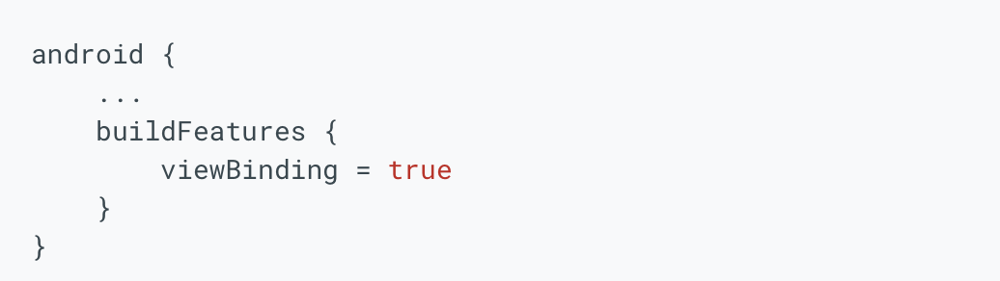 android {
    ...
    buildFeatures {
        viewBinding = true
    }
}